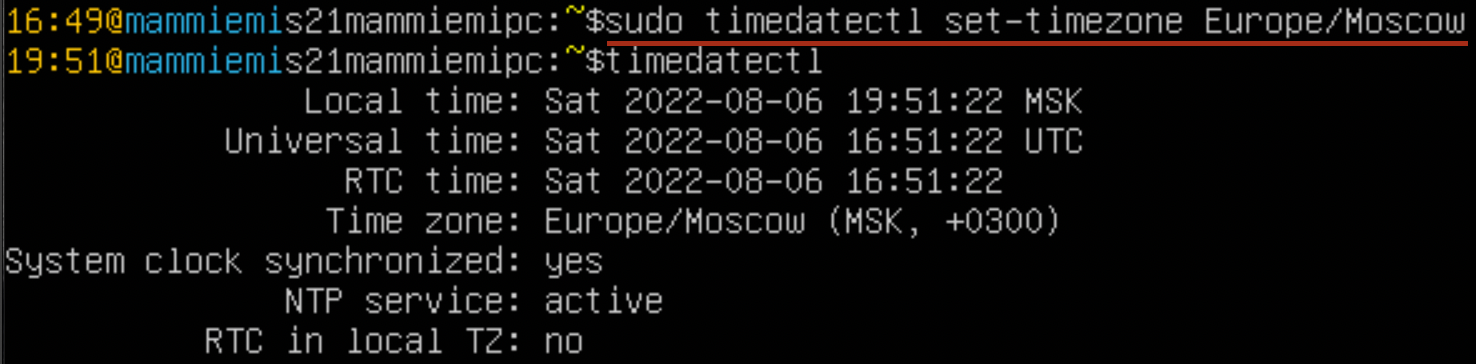 16:49@mammiemis21mammiemipc:~$sudo timedatectl set-timezone Europe/Moscow
19:51@mammiemis21mammiemipc:~$timedatectl
Local time: Sat 2022-08-06 19:51:22 MSK
Universal time: Sat 2022-08-06 16:51:22 UTC
RTC time: Sat 2022-08-06 16:51:22
Time zone: Europe/Moscow (MSK, +0300)
System clock synchronized: yes
NTP service: active
RTC in local TZ: no